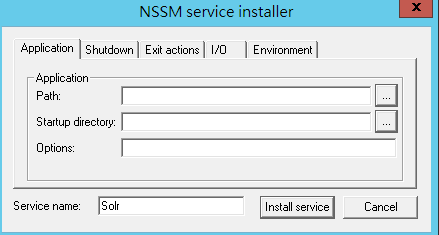 NSSM service installer
x
Application Shutdown Exit actions I/O Environment
Application
Path:
...
Startup directory:
...
Options:
Service name: Solr Install service Cancel